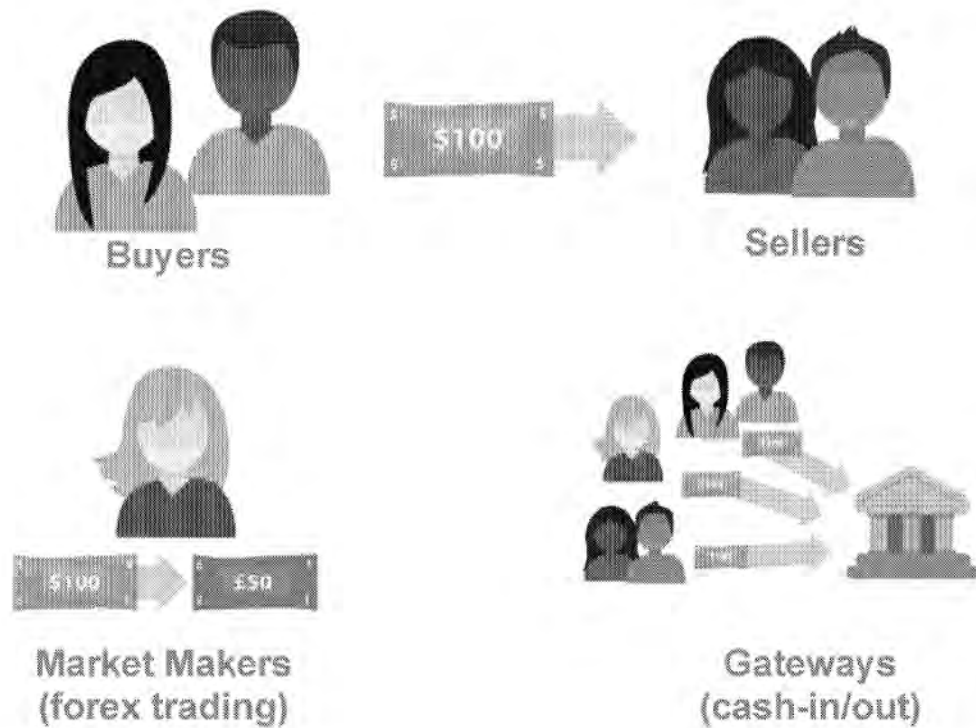 $100
Buyers
Sellers
$100
£50
Market Makers
(forex trading)
Gateways
(cash-in/out)